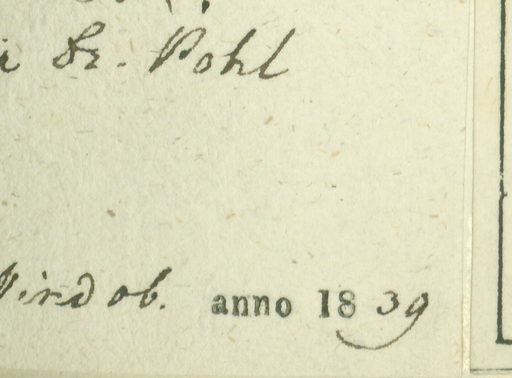 Dr. Pohl
Vindob. anno 1839